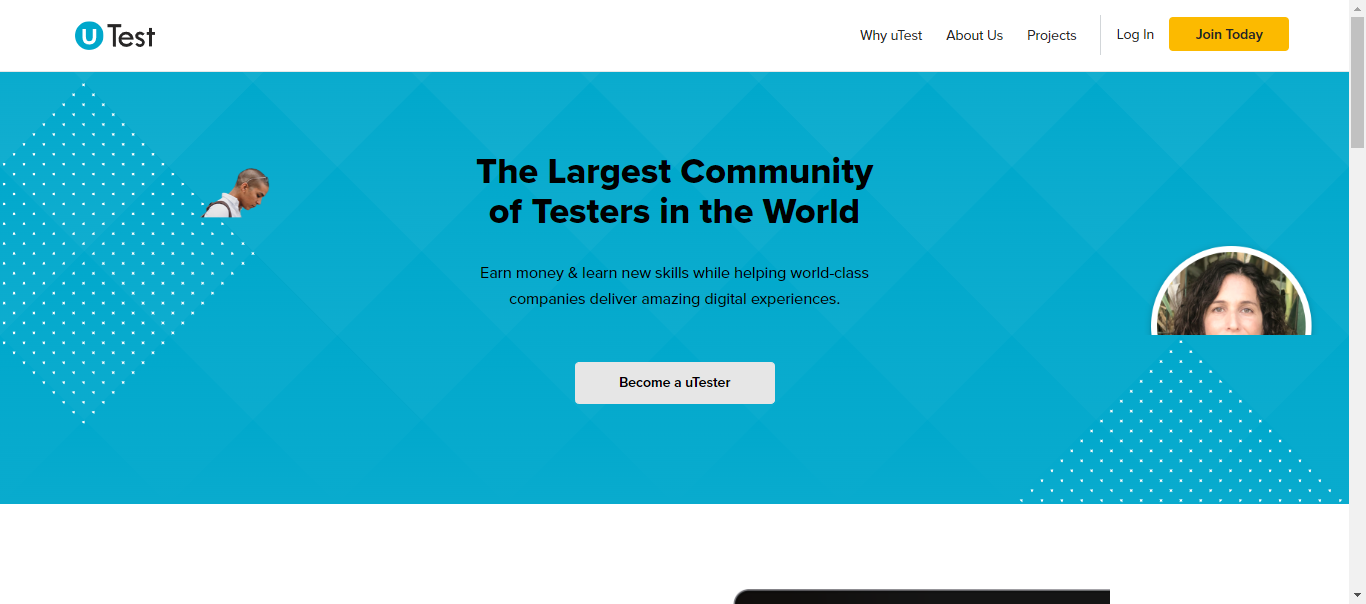 uTest
Why uTest
About Us
Projects
Log In
Join Today
The Largest Community
of Testers in the World
Earn money & learn new skills while helping world-class
companies deliver amazing digital experiences.
Become a uTester